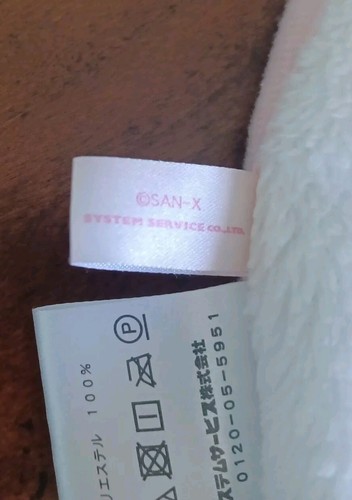 ©SAN-X
SYSTEM SERVICE CO.,LTD.
リエステル 100%
P
ステムサービス株式会社
0120-05-5951